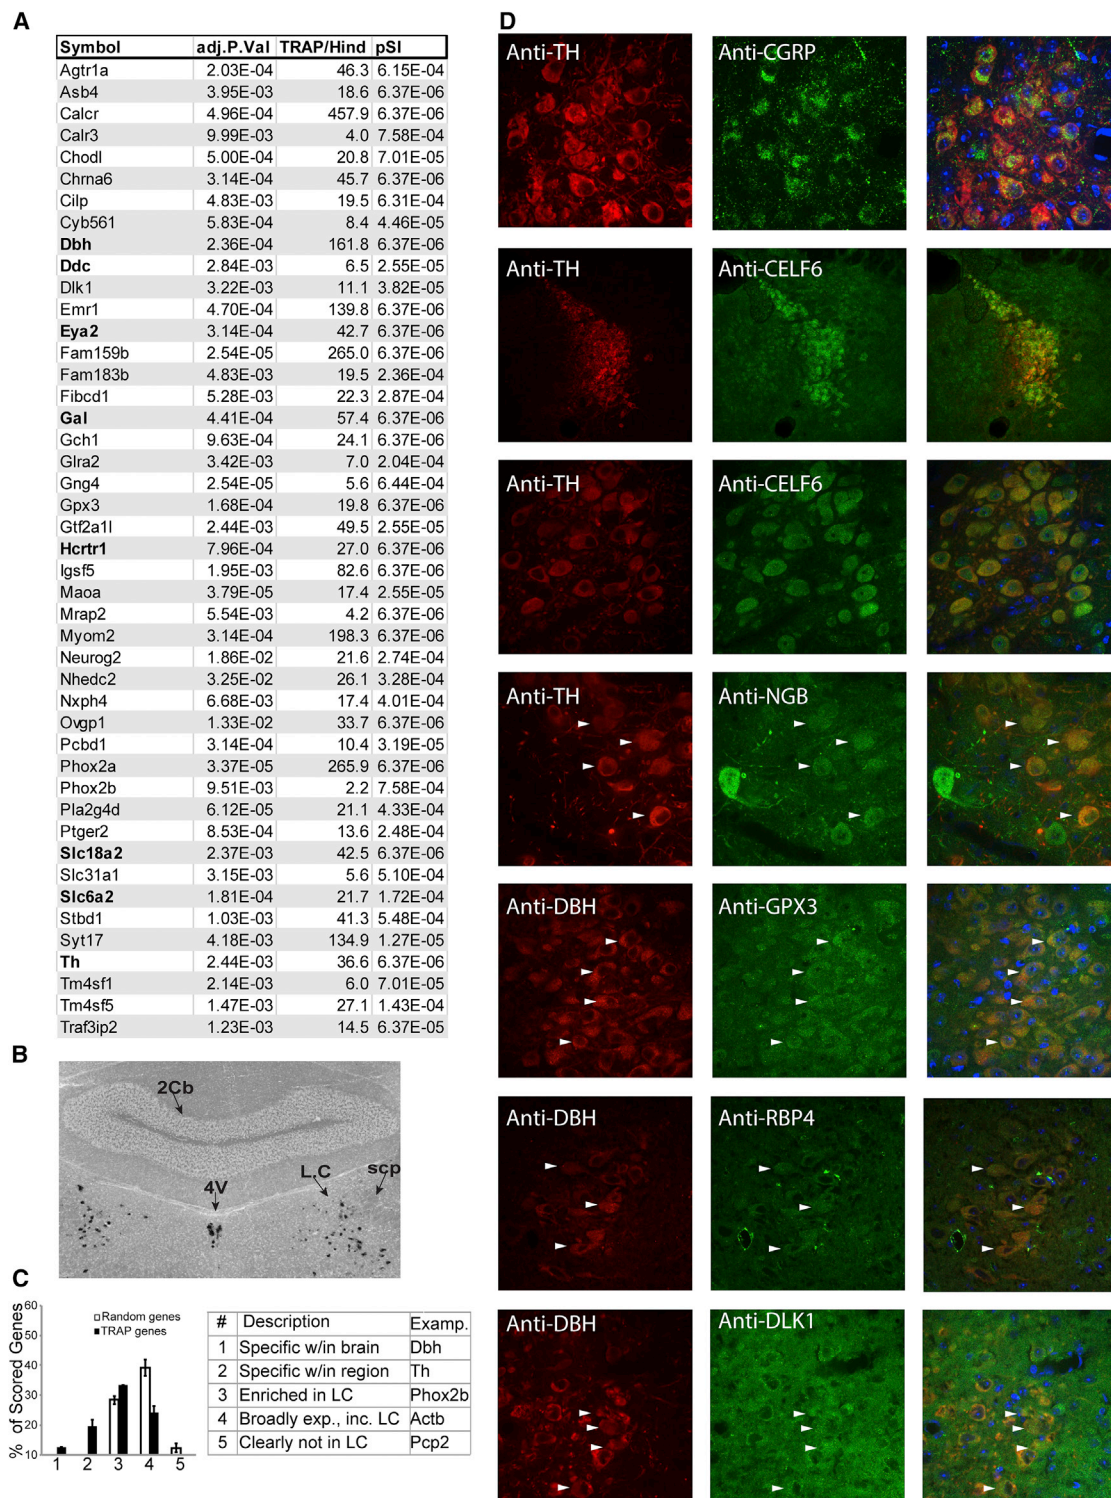 A
Symbol adj.P.Val TRAP/Hind pSI
Agtr1a 2.03E-04 46.3 6.15E-04
Asb4 3.95E-03 18.6 6.37E-06
Calcr 4.96E-04 457.9 6.37E-06
Calr3 9.99E-03 4.0 7.58E-04
Chodl 5.00E-04 20.8 7.01E-05
Chrna6 3.14E-04 45.7 6.37E-06
Cilp 4.83E-03 19.5 6.31E-04
Cyb561 5.83E-04 8.4 4.46E-05
Dbh 2.36E-04 161.8 6.37E-06
Ddc 2.84E-03 6.5 2.55E-05
Dlk1 3.22E-03 11.1 3.82E-05
Emr1 4.70E-04 139.8 6.37E-06
Eya2 3.14E-04 42.7 6.37E-06
Fam159b 2.54E-05 265.0 6.37E-06
Fam183b 4.83E-03 19.5 2.36E-04
Fibcd1 5.28E-03 22.3 2.87E-04
Gal 4.41E-04 57.4 6.37E-06
Gch1 9.63E-04 24.1 6.37E-06
Glra2 3.42E-03 7.0 2.04E-04
Gng4 2.54E-05 5.6 6.44E-04
Gpx3 1.68E-04 19.8 6.37E-06
Gtf2a1l 2.44E-03 49.5 2.55E-05
Hcrtr1 7.96E-04 27.0 6.37E-06
Igsf5 1.95E-03 82.6 6.37E-06
Maoa 3.79E-05 17.4 2.55E-05
Mrap2 5.54E-03 4.2 6.37E-06
Myom2 3.14E-04 198.3 6.37E-06
Neurog2 1.86E-02 21.6 2.74E-04
Nhedc2 3.25E-02 26.1 3.28E-04
Nxph4 6.68E-03 17.4 4.01E-04
Ovgp1 1.33E-02 33.7 6.37E-06
Pcbd1 3.14E-04 10.4 3.19E-05
Phox2a 3.37E-05 265.9 6.37E-06
Phox2b 9.51E-03 2.2 7.58E-04
Pla2g4d 6.12E-05 21.1 4.33E-04
Ptger2 8.53E-04 13.6 2.48E-04
Slc18a2 2.37E-03 42.5 6.37E-06
Slc31a1 3.15E-03 5.6 5.10E-04
Slc6a2 1.81E-04 21.7 1.72E-04
Stbd1 1.03E-03 41.3 5.48E-04
Syt17 4.18E-03 134.9 1.27E-05
Th 2.44E-03 36.6 6.37E-06
Tm4sf1 2.14E-03 6.0 7.01E-05
Tm4sf5 1.47E-03 27.1 1.43E-04
Traf3ip2 1.23E-03 14.5 6.37E-05
B
2Cb
4V
L.C
scp
C
% of Scored Genes
60
50
40
30
20
10
Random genes
TRAP genes
1 2 3 4 5
# Description Examp.
1 Specific w/in brain Dbh
2 Specific w/in region Th
3 Enriched in LC Phox2b
4 Broadly exp., inc. LC Actb
5 Clearly not in LC Pcp2
D
Anti-TH Anti-CGRP
Anti-TH Anti-CELF6
Anti-TH Anti-CELF6
Anti-TH Anti-NGB
Anti-DBH Anti-GPX3
Anti-DBH Anti-RBP4
Anti-DBH Anti-DLK1